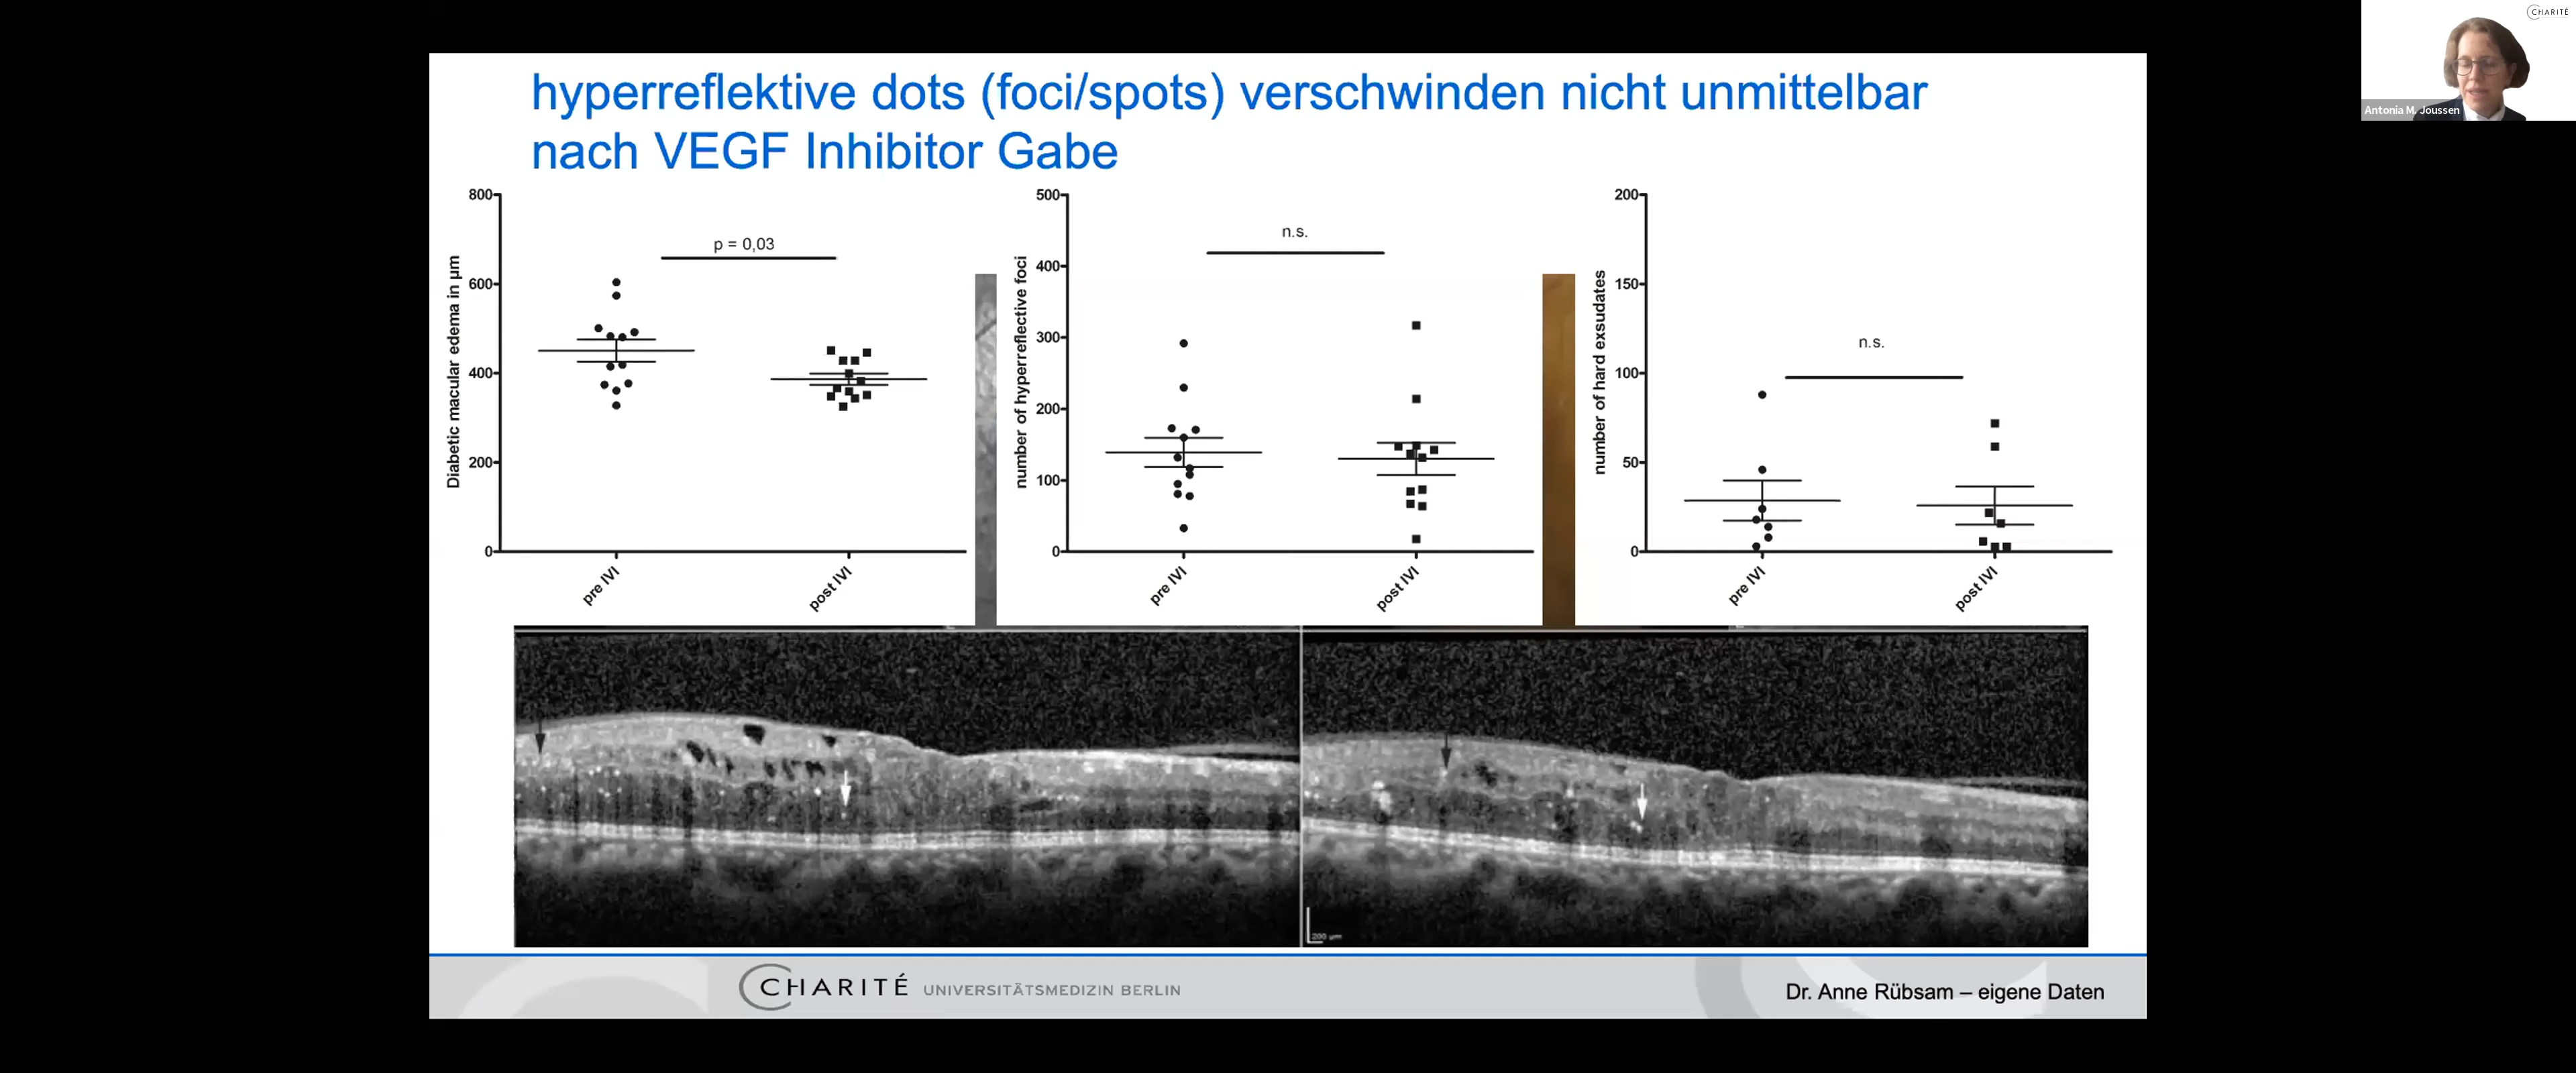 CHARITÉ
Antonia M. Joussen
hyperreflektive dots (foci/spots) verschwinden nicht unmittelbar
nach VEGF Inhibitor Gabe
Diabetic macular edema in µm
800
600
400
200
0
p = 0,03
pre IVI
post IVI
number of hyperreflective foci
500
400
300
200
100
0
n.s.
pre IVI
post IVI
number of hard exsudates
200
150
100
50
0
n.s.
pre IVI
post IVI
200 µm
CHARITÉ UNIVERSITÄTSMEDIZIN BERLIN
Dr. Anne Rübsam – eigene Daten